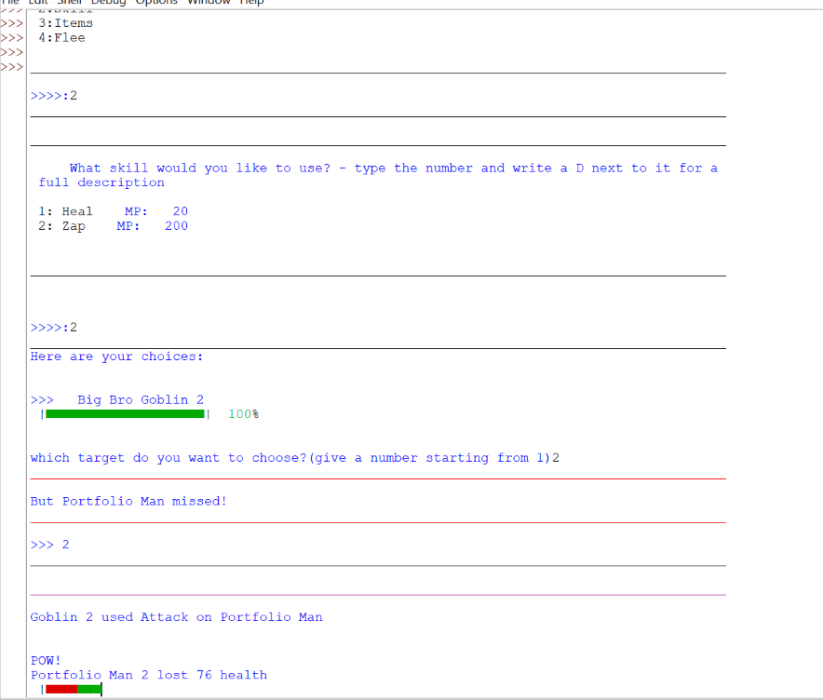 File Edit Shell Debug Options Window Help
>>>
>>> 3:Items
>>> 4:Flee
>>>
>>>
>>>>:2
What skill would you like to use? - type the number and write a D next to it for a
full description
1: Heal MP: 20
2: Zap MP: 200
>>>>:2
Here are your choices:
>>> Big Bro Goblin 2
| | 100%
which target do you want to choose?(give a number starting from 1)2
But Portfolio Man missed!
>>> 2
Goblin 2 used Attack on Portfolio Man
POW!
Portfolio Man 2 lost 76 health
|